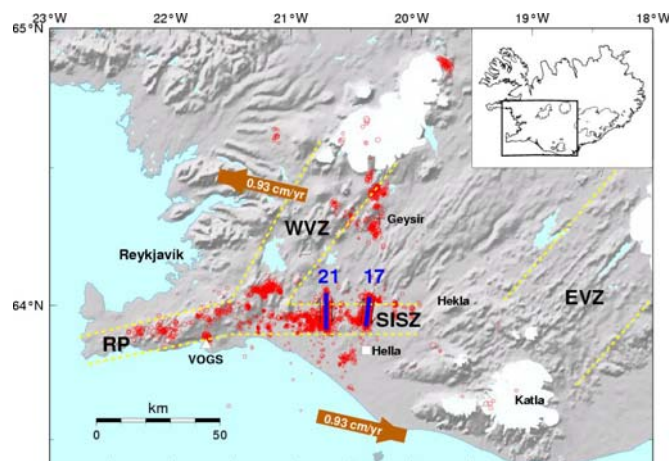 23°W 22°W 21°W 20°W 19°W 18°W
65°N
0.93 cm/yr
WVZ
Geysir
Reykjavík
21 17
64°N
Hekla
EVZ
SISZ
RP
VOGS
Hella
km
Katla
0.93 cm/yr
0 50